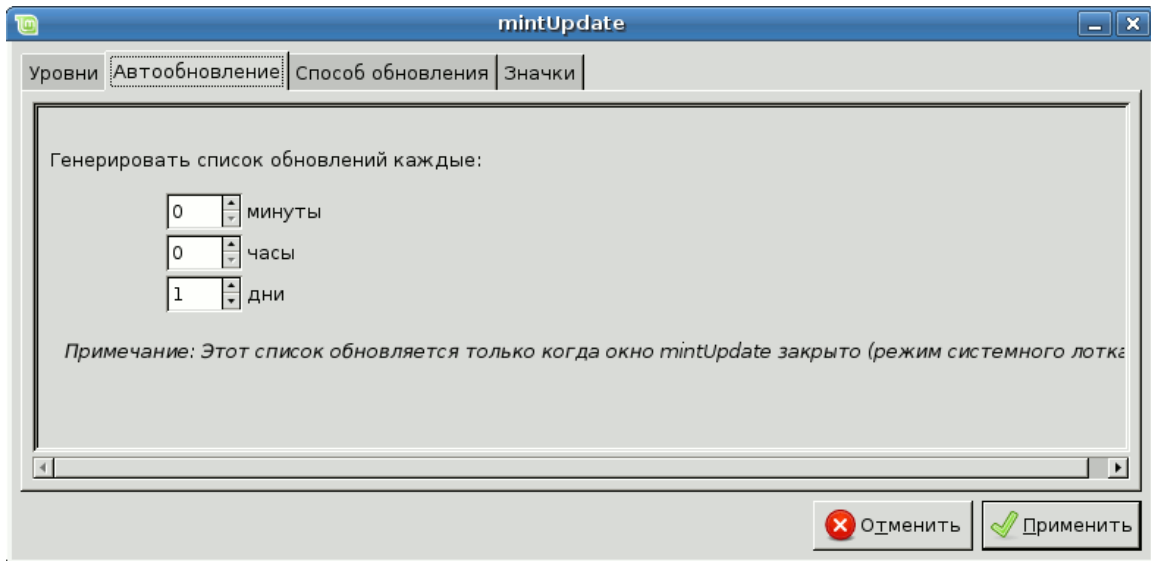 mintUpdate
Уровни Автообновление Способ обновления Значки
Генерировать список обновлений каждые:
0 минуты
0 часы
1 дни
Примечание: Этот список обновляется только когда окно mintUpdate закрыто (режим системного лотка
Отменить Применить